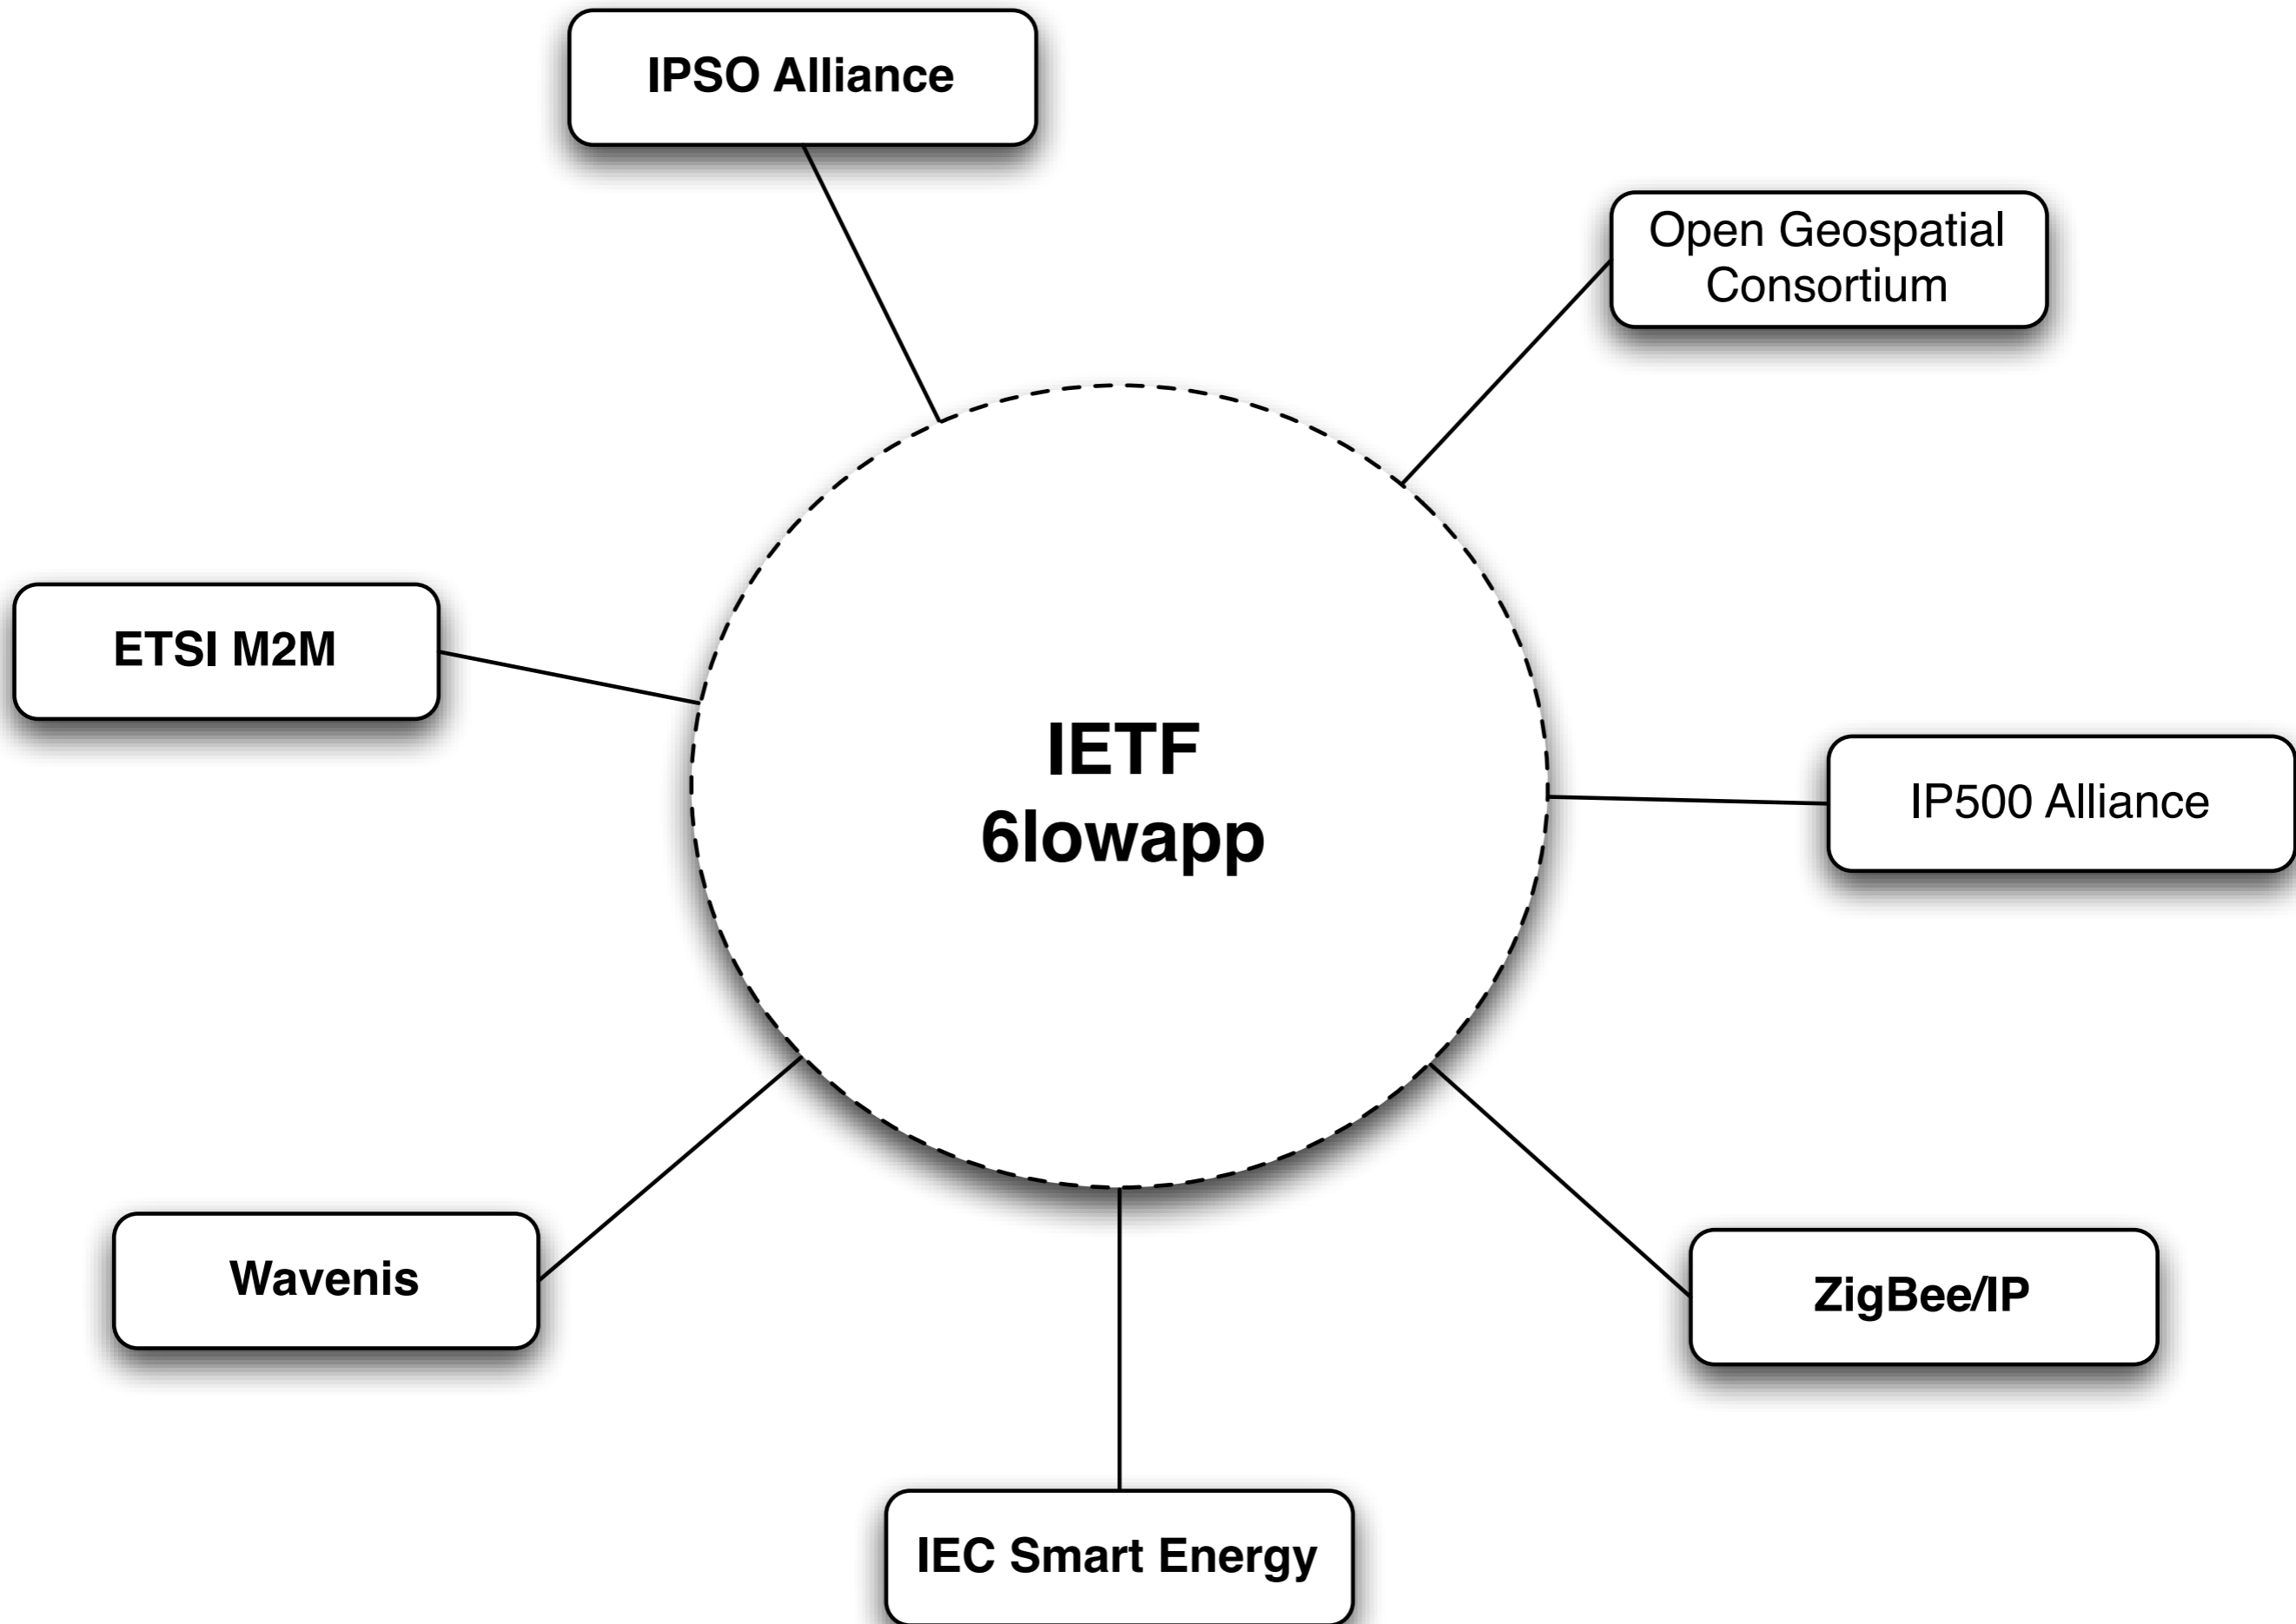 IPSO Alliance
Open Geospatial
Consortium
ETSI M2M
IETF
6lowapp
IP500 Alliance
Wavenis
ZigBee/IP
IEC Smart Energy